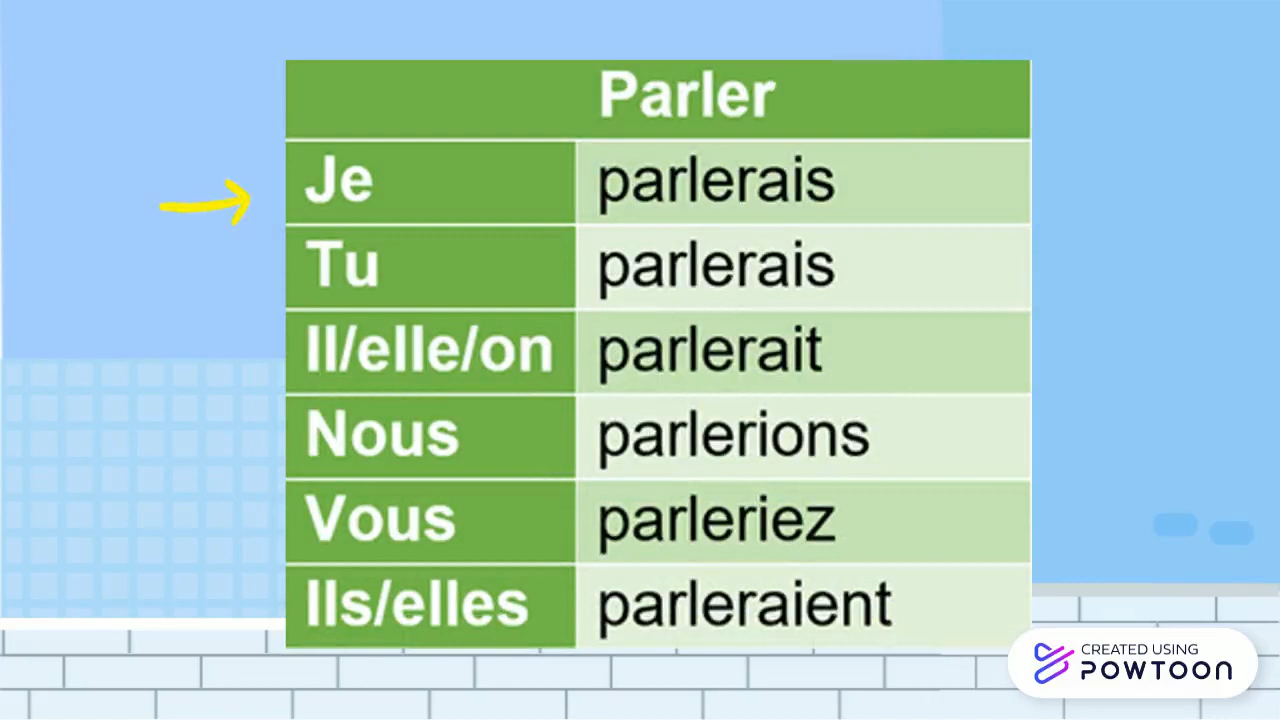 Parler
Je parlerais
Tu parlerais
Il/elle/on parlerait
Nous parlerions
Vous parleriez
Ils/elles parleraient
CREATED USING
POWTOON